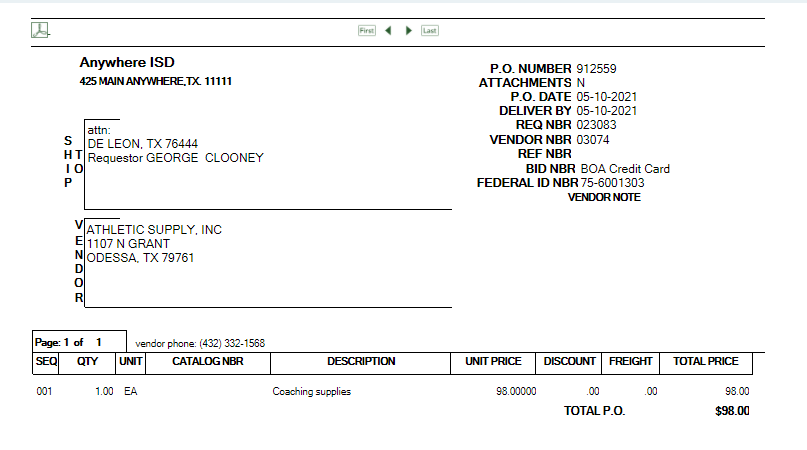 First Last
Anywhere ISD
425 MAIN ANYWHERE,TX. 11111
P.O. NUMBER 912559
ATTACHMENTS N
P.O. DATE 05-10-2021
DELIVER BY 05-10-2021
REQ NBR 023083
VENDOR NBR 03074
REF NBR
BID NBR BOA Credit Card
FEDERAL ID NBR 75-6001303
VENDOR NOTE
SHIP TO
attn:
DE LEON, TX 76444
Requestor GEORGE CLOONEY
VENDOR
ATHLETIC SUPPLY, INC
1107 N GRANT
ODESSA, TX 79761
Page: 1 of 1 vendor phone: (432) 332-1568
SEQ QTY UNIT CATALOG NBR DESCRIPTION UNIT PRICE DISCOUNT FREIGHT TOTAL PRICE
001 1.00 EA Coaching supplies 98.00000 .00 .00 98.00
TOTAL P.O. $98.00